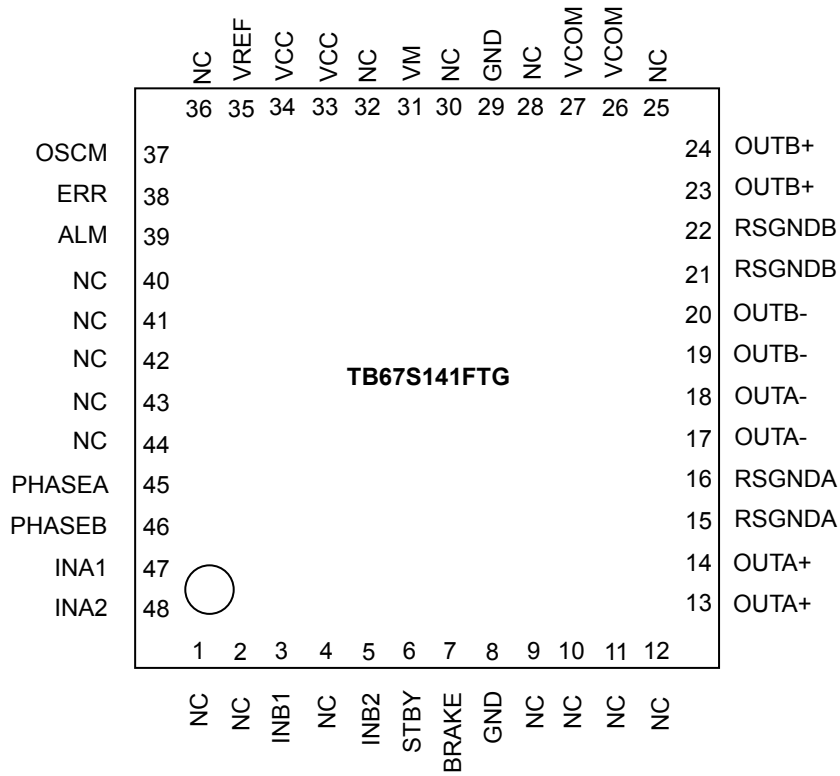 NC VREF VCC VCC NC VM NC GND NC VCOM VCOM NC
36 35 34 33 32 31 30 29 28 27 26 25
OSCM 37 24 OUTB+
ERR 38 23 OUTB+
ALM 39 22 RSGNDB
NC 40 21 RSGNDB
NC 41 20 OUTB-
NC 42 19 OUTB-
TB67S141FTG
NC 43 18 OUTA-
NC 44 17 OUTA-
PHASEA 45 16 RSGNDA
PHASEB 46 15 RSGNDA
INA1 47 14 OUTA+
INA2 48 13 OUTA+
1 2 3 4 5 6 7 8 9 10 11 12
NC NC INB1 NC INB2 STBY BRAKE GND NC NC NC NC